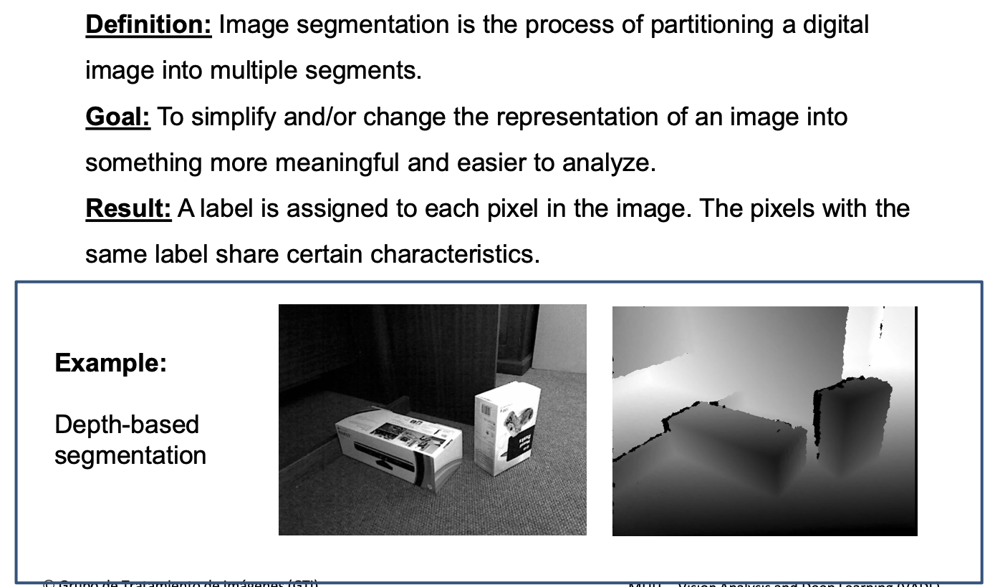 Definition: Image segmentation is the process of partitioning a digital
image into multiple segments.
Goal: To simplify and/or change the representation of an image into
something more meaningful and easier to analyze.
Result: A label is assigned to each pixel in the image. The pixels with the
same label share certain characteristics.
Example:
Depth-based
segmentation
© Grupo de Tratamiento de Imágenes (GTI)
Vision Analysis and Deep Learning (VADL)